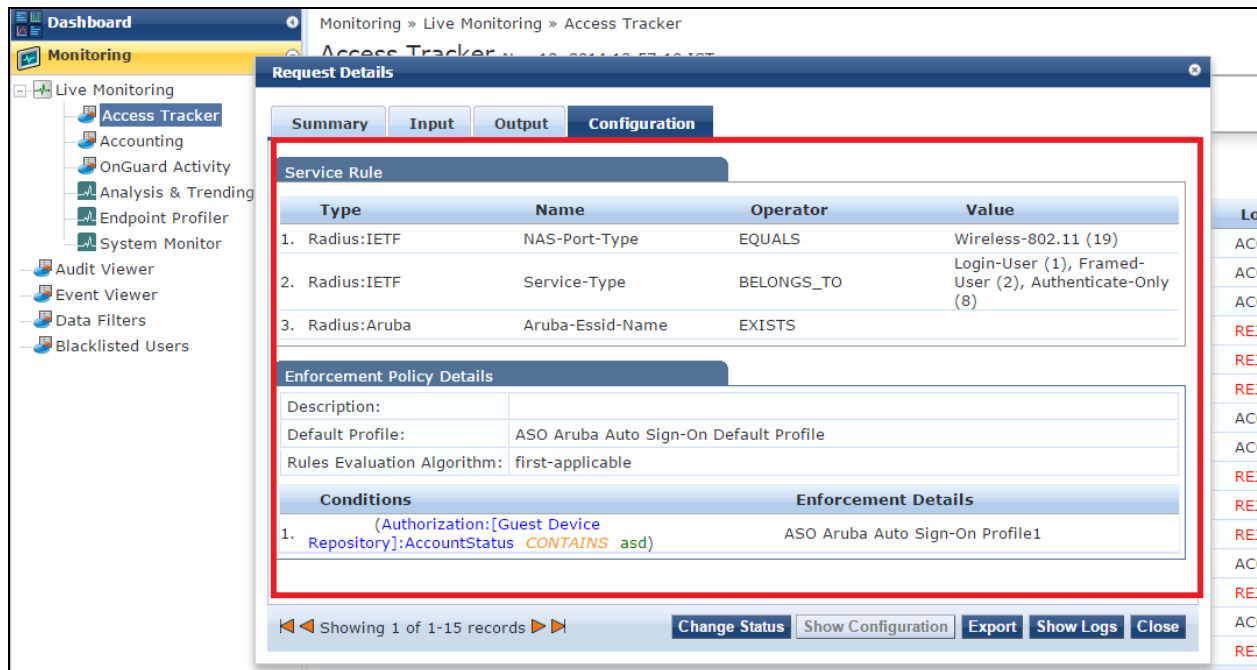 Dashboard
Monitoring » Live Monitoring » Access Tracker
Monitoring
Live Monitoring
Access Tracker
Accounting
OnGuard Activity
Analysis & Trending
Endpoint Profiler
System Monitor
Audit Viewer
Event Viewer
Data Filters
Blacklisted Users
Access Tracker
Request Details
Summary Input Output Configuration
Service Rule
Type Name Operator Value
1. Radius:IETF NAS-Port-Type EQUALS Wireless-802.11 (19)
2. Radius:IETF Service-Type BELONGS_TO Login-User (1), Framed-
User (2), Authenticate-Only
(8)
3. Radius:Aruba Aruba-Essid-Name EXISTS
Enforcement Policy Details
Description:
Default Profile: ASO Aruba Auto Sign-On Default Profile
Rules Evaluation Algorithm: first-applicable
Conditions Enforcement Details
1. (Authorization:[Guest Device
Repository]:AccountStatus CONTAINS asd) ASO Aruba Auto Sign-On Profile1
Showing 1 of 1-15 records
Change Status Show Configuration Export Show Logs Close